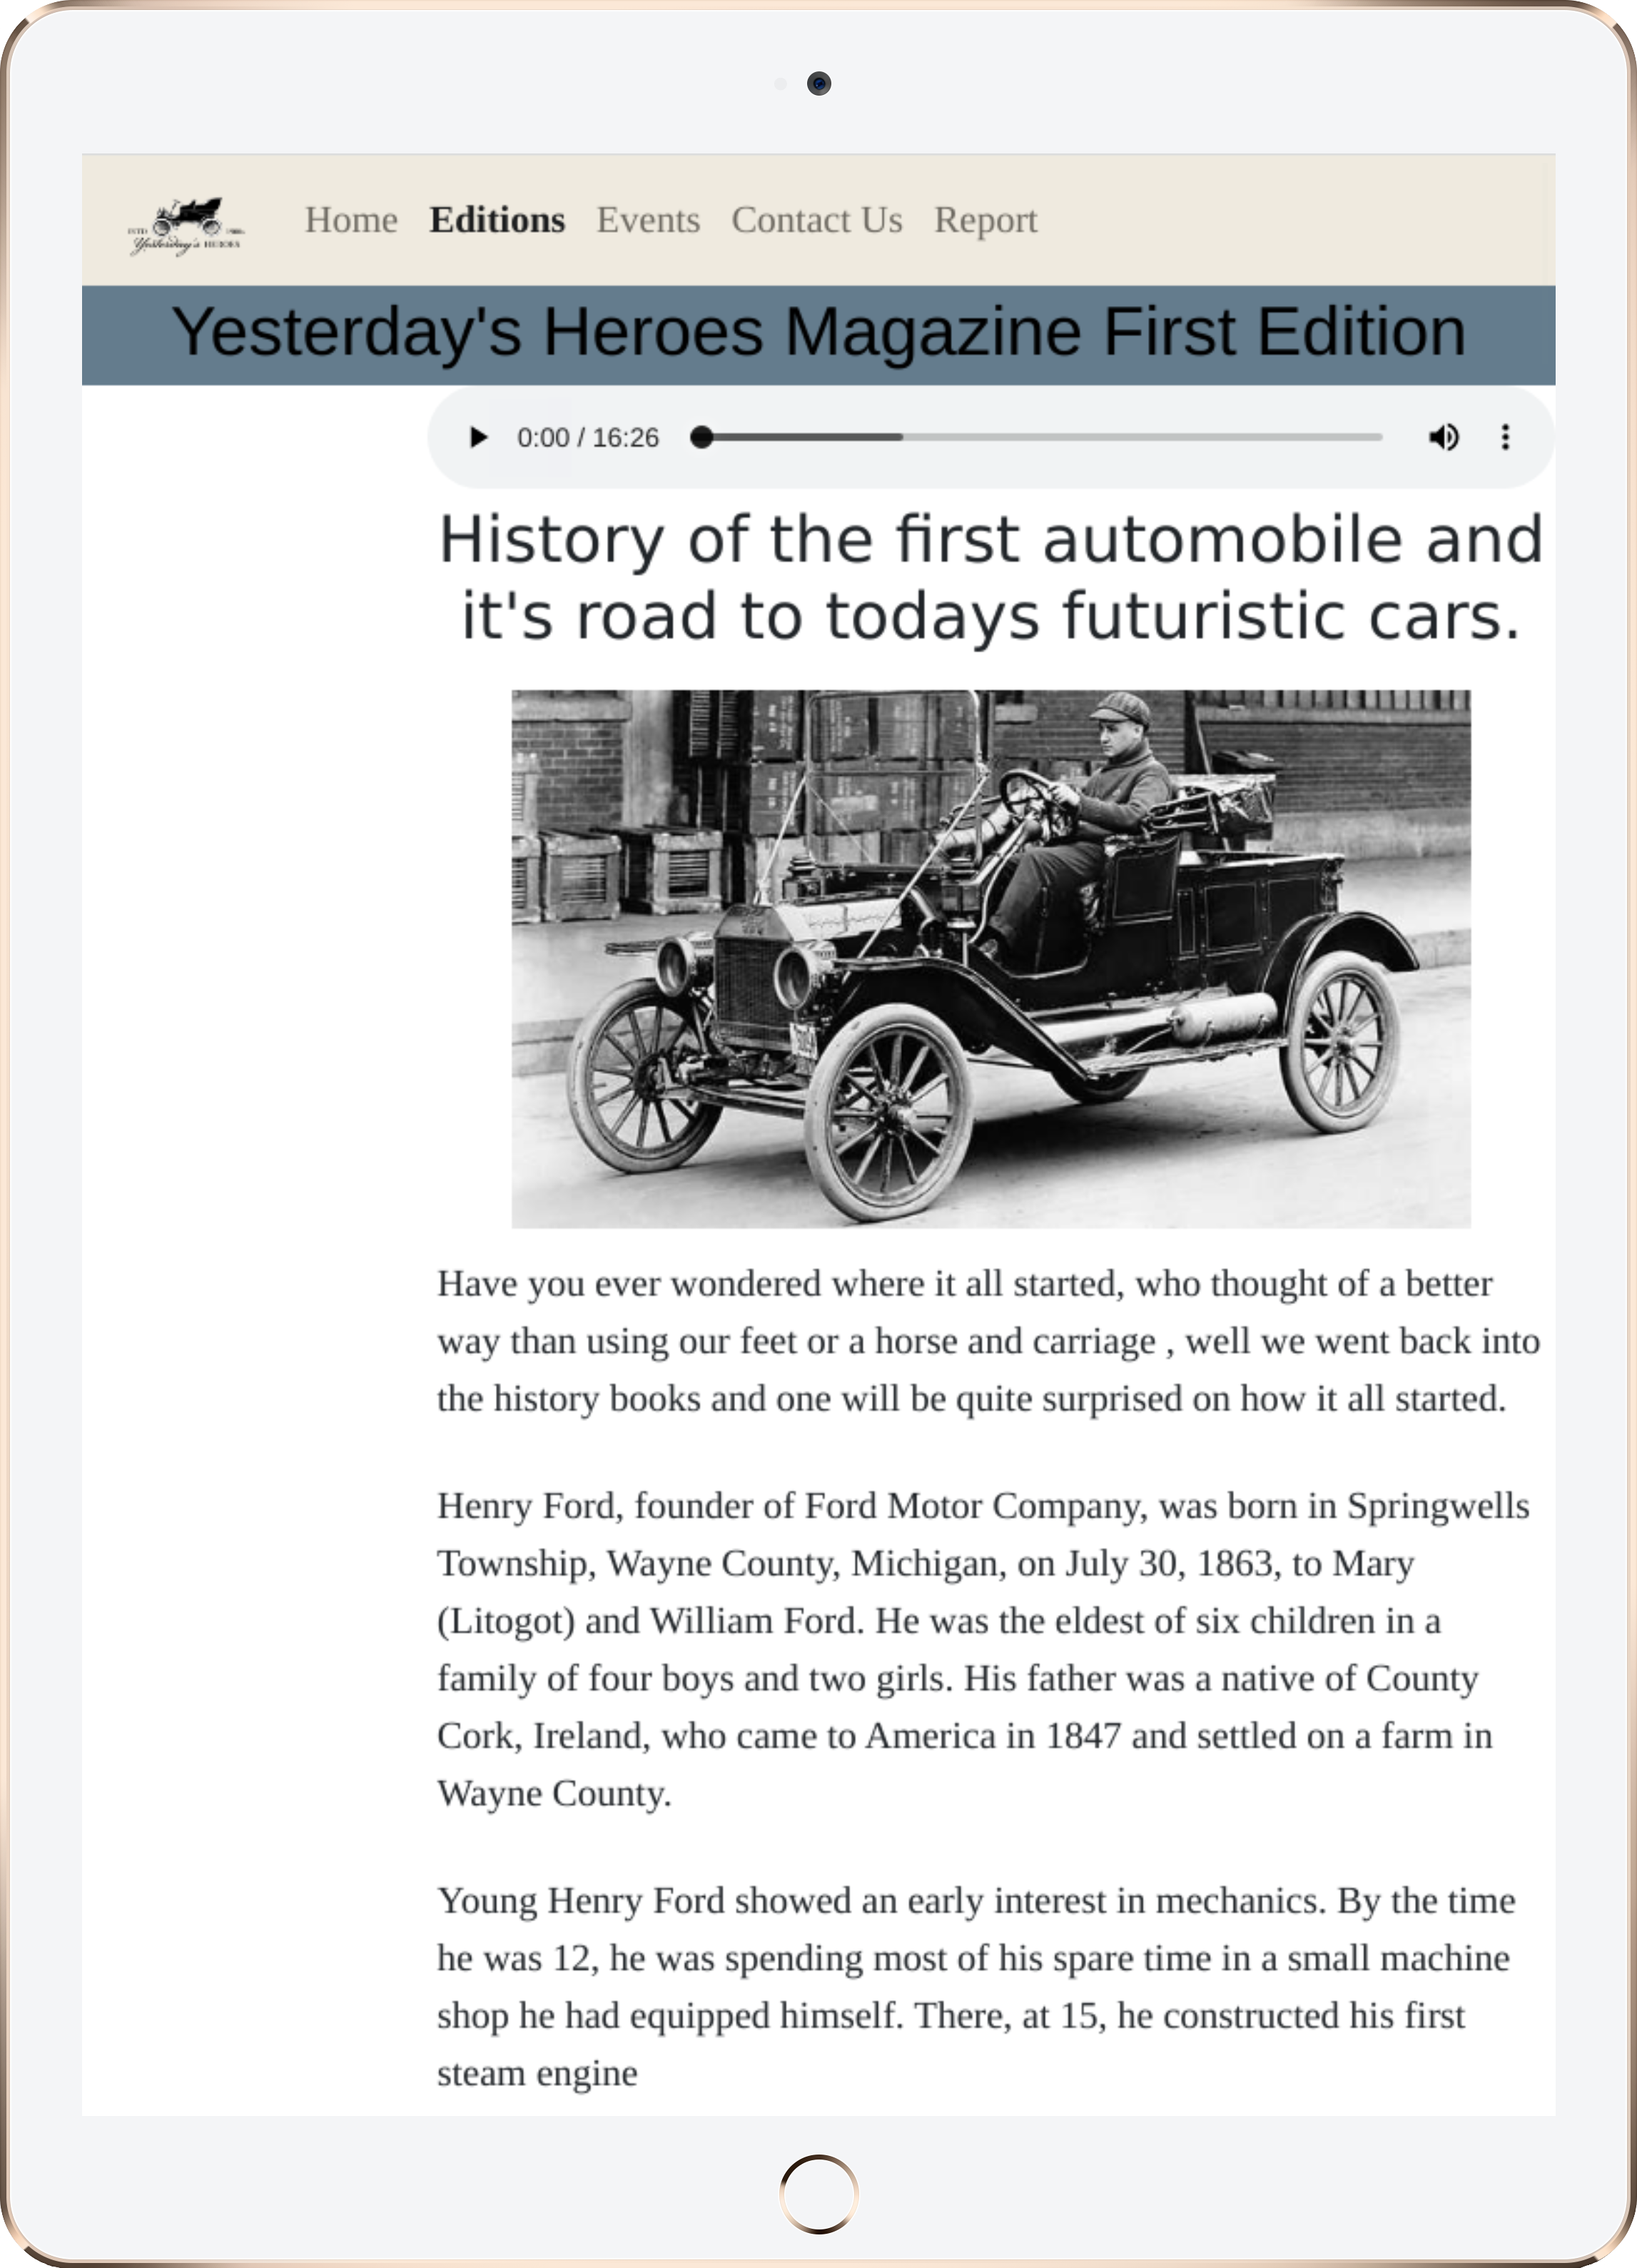 ESTD 1900s
Yesterday's HEROES
Home Editions Events Contact Us Report
Yesterday's Heroes Magazine First Edition
0:00 / 16:26
History of the first automobile and
it's road to todays futuristic cars.
Have you ever wondered where it all started, who thought of a better
way than using our feet or a horse and carriage , well we went back into
the history books and one will be quite surprised on how it all started.
Henry Ford, founder of Ford Motor Company, was born in Springwells
Township, Wayne County, Michigan, on July 30, 1863, to Mary
(Litogot) and William Ford. He was the eldest of six children in a
family of four boys and two girls. His father was a native of County
Cork, Ireland, who came to America in 1847 and settled on a farm in
Wayne County.
Young Henry Ford showed an early interest in mechanics. By the time
he was 12, he was spending most of his spare time in a small machine
shop he had equipped himself. There, at 15, he constructed his first
steam engine